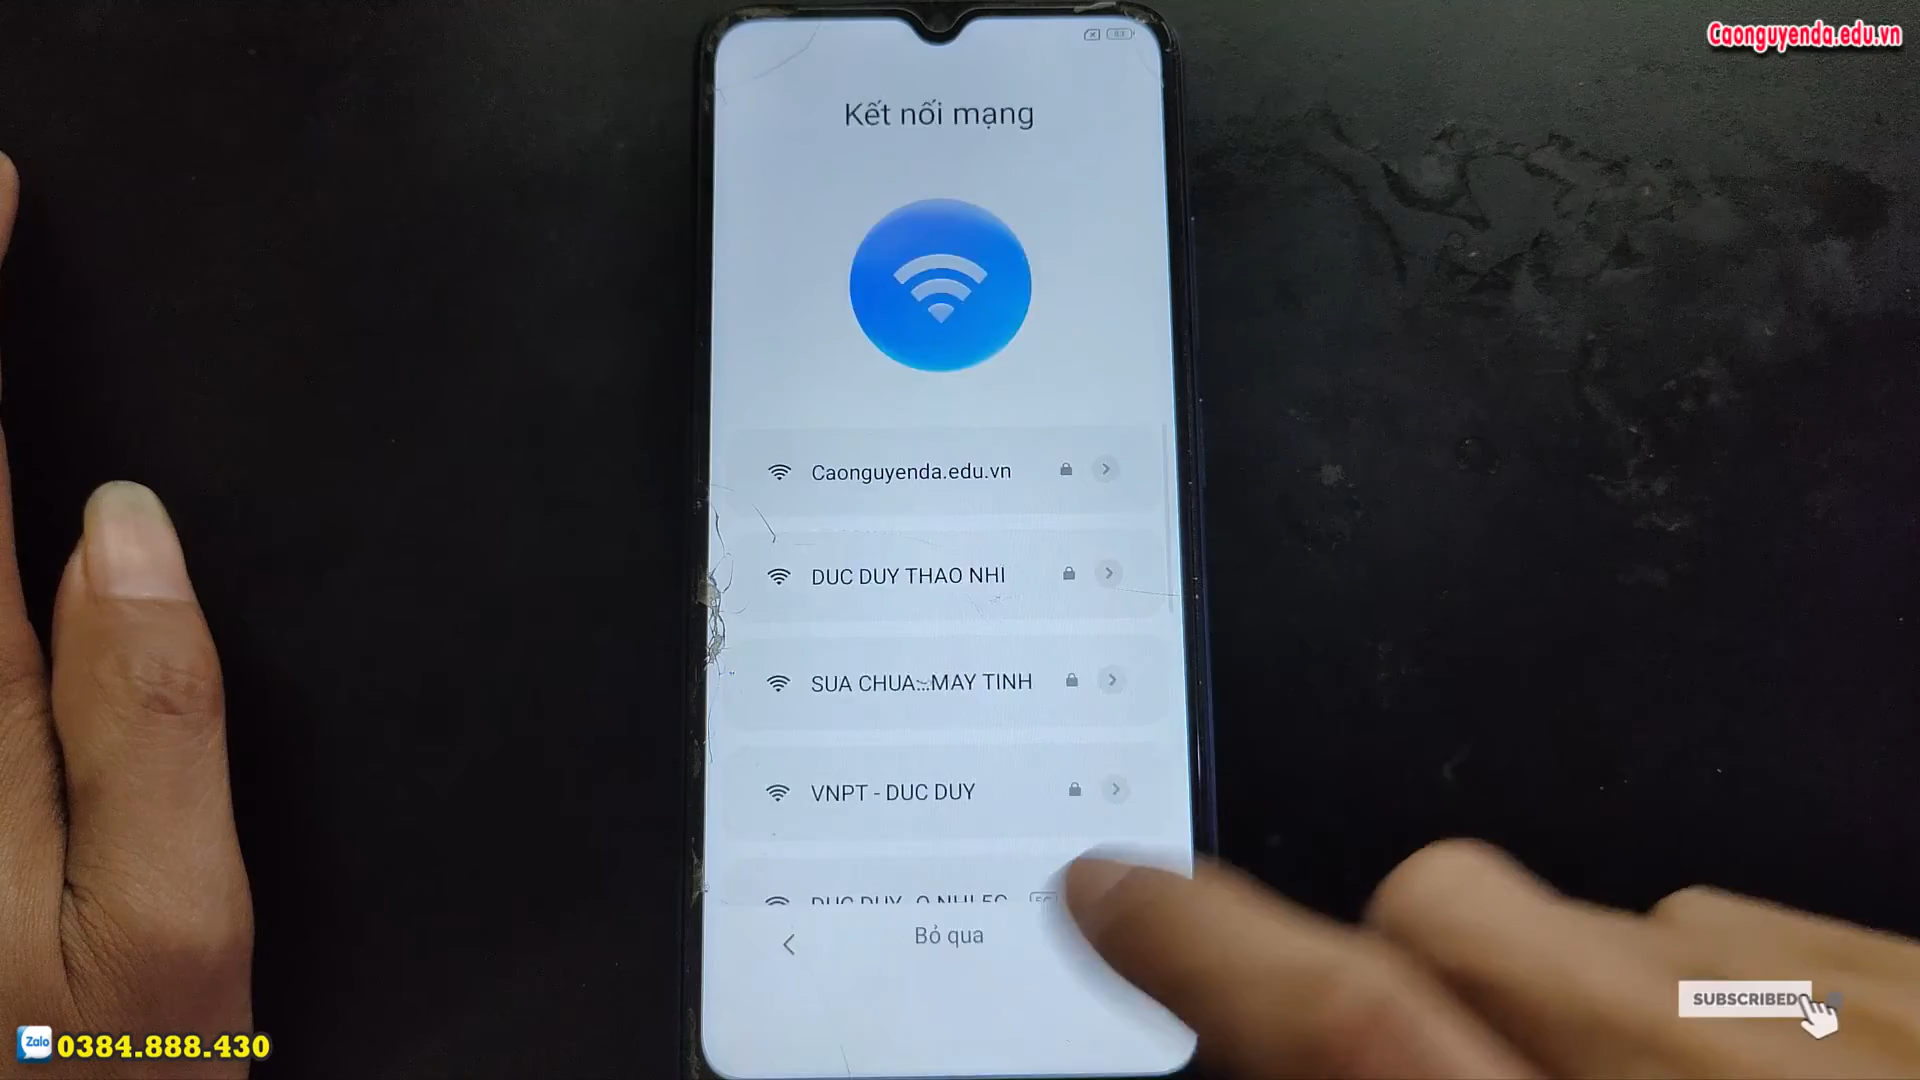 Caonguyenda.edu.vn
Kết nối mạng
Caonguyenda.edu.vn
DUC DUY THAO NHI
SUA CHUA...MAY TINH
VNPT - DUC DUY
Bỏ qua
SUBSCRIBED
Zalo
0384.888.430